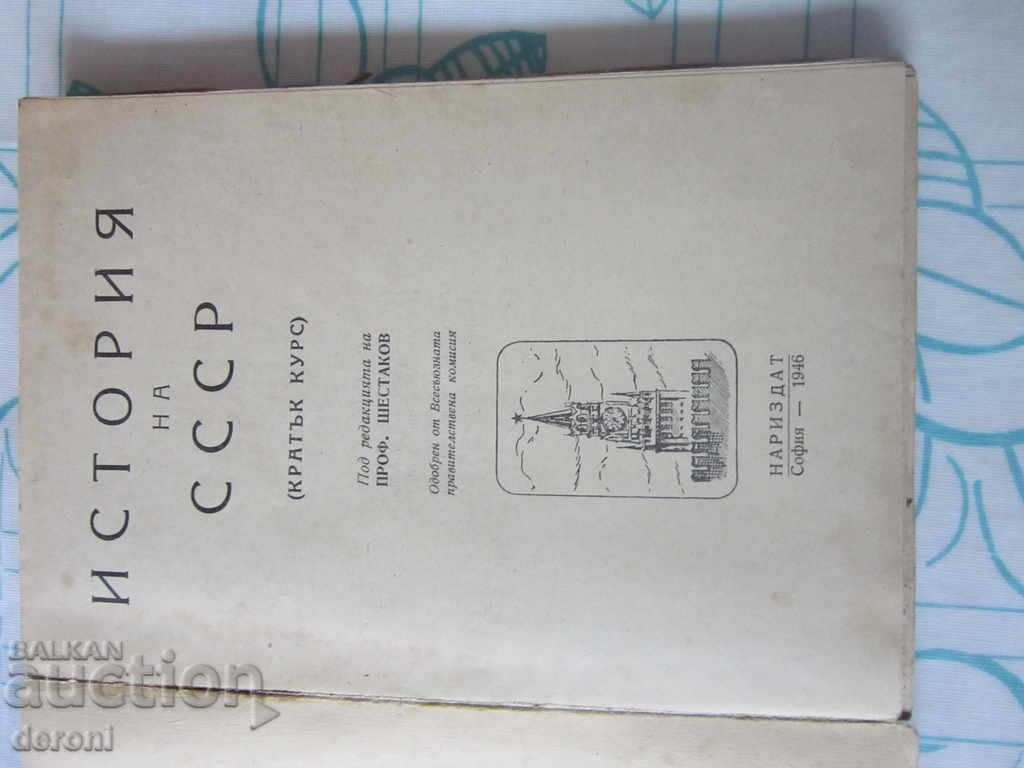 ИСТОРИЯ
НА
СССР
(КРАТЪК КУРС)
Под редакцията на
ПРОФ. ШЕСТАКОВ
Одобрен от Всесъюзната
правителствена комисия
НАРИЗДАТ
София — 1946
BALKAN
auction
deroni